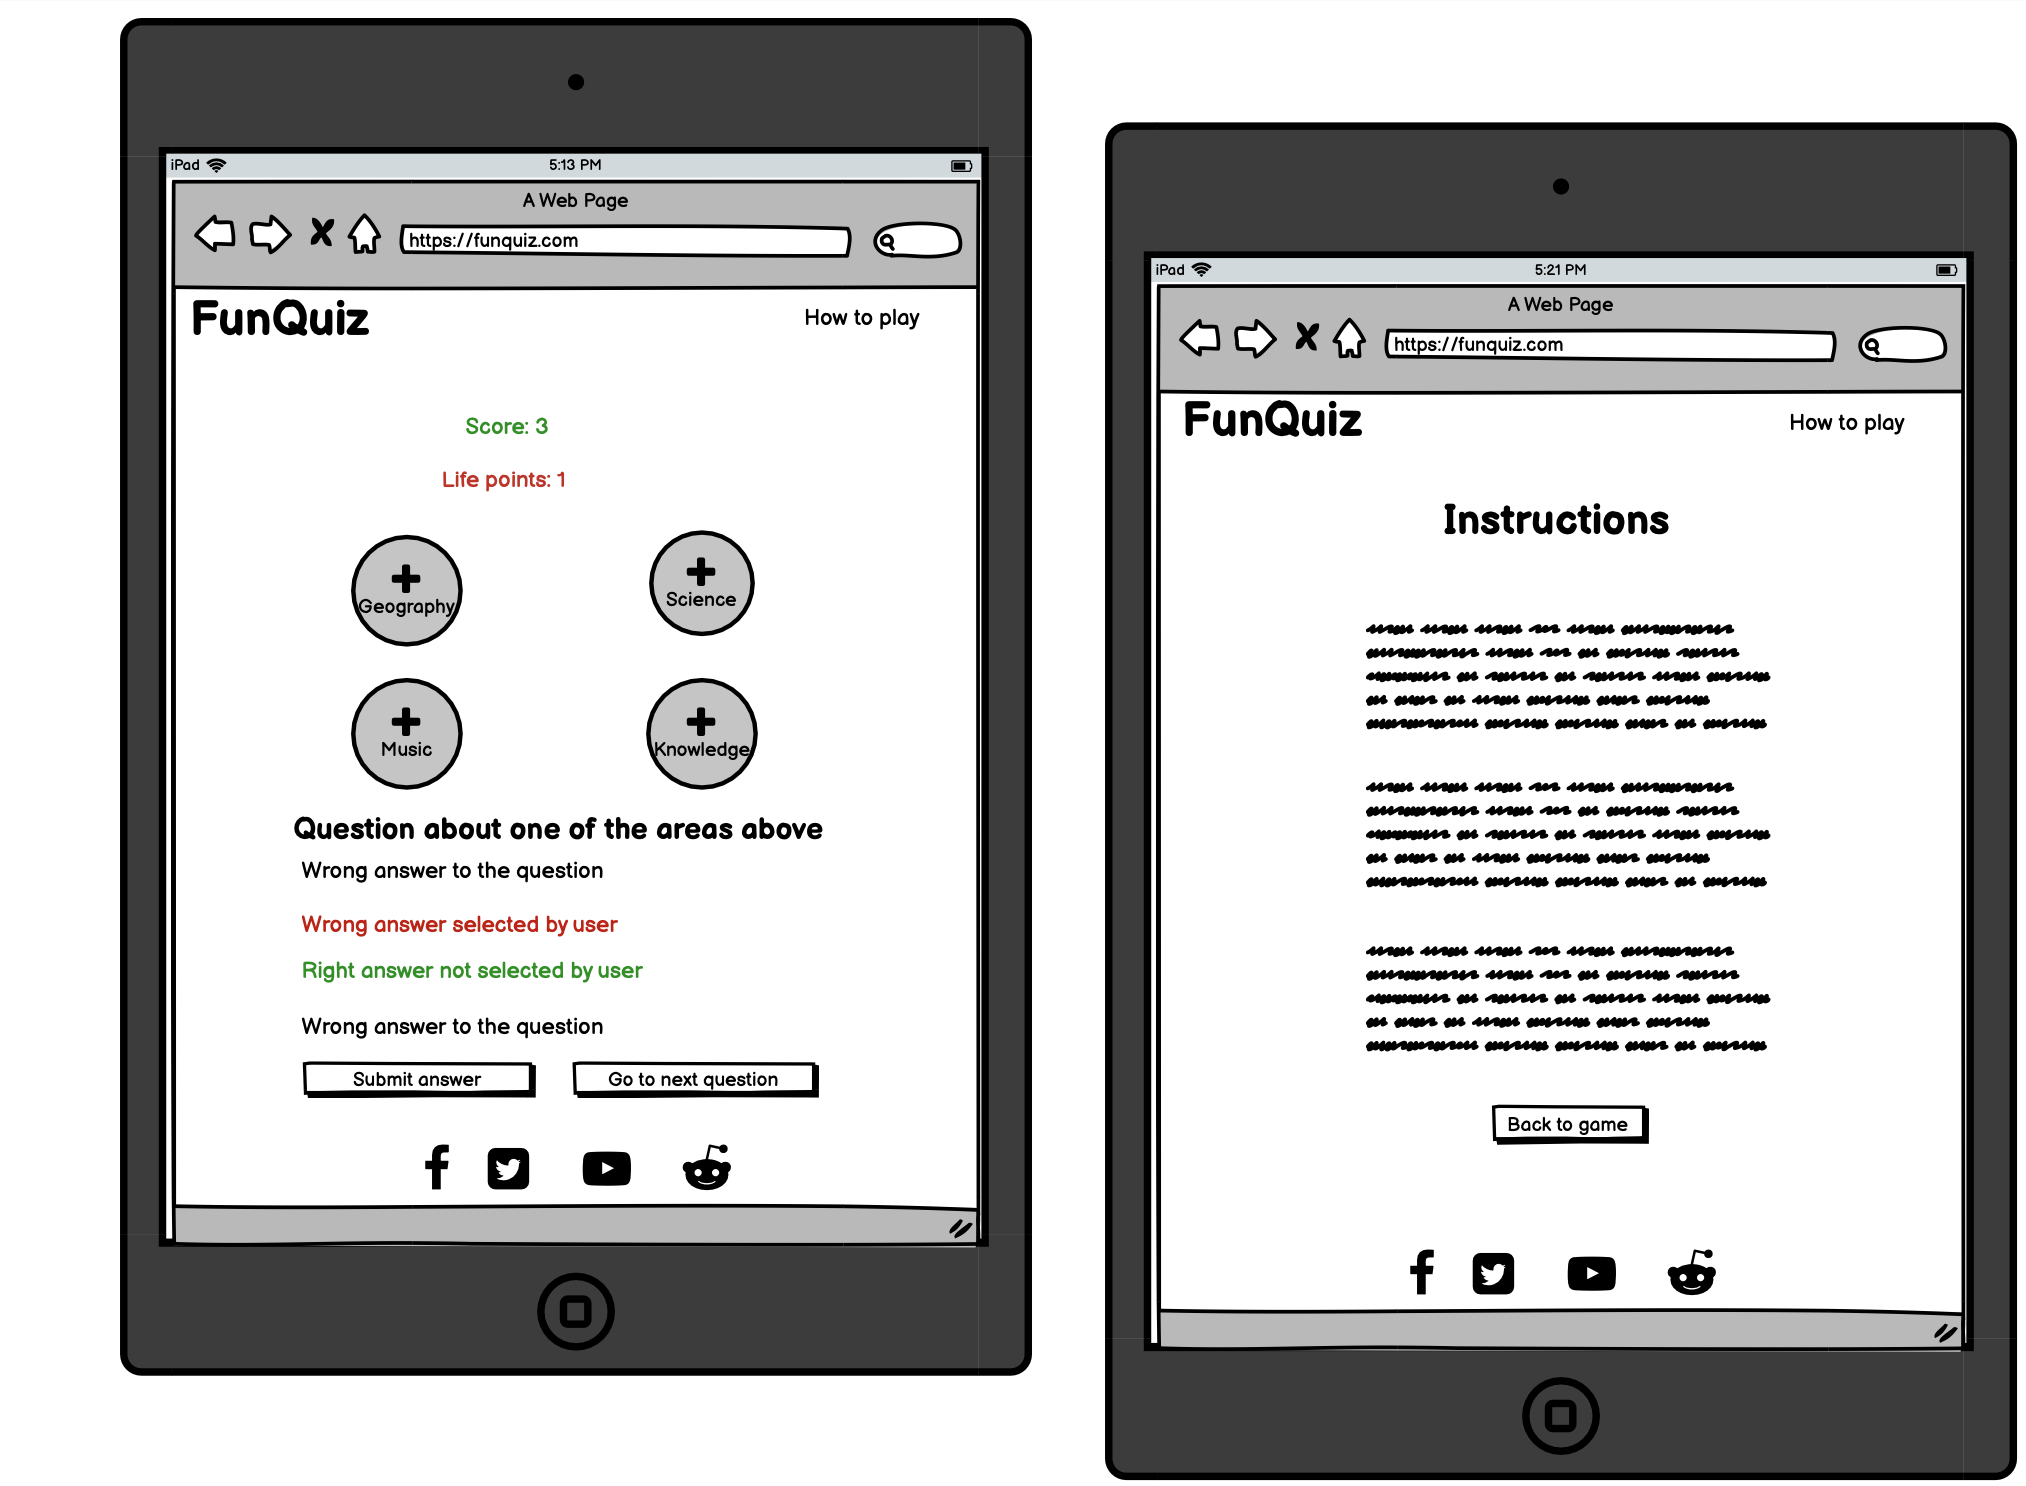 iPad
5:13 PM
A Web Page
https://funquiz.com
FunQuiz
How to play
Score: 3
Life points: 1
Geography
Science
Music
Knowledge
Question about one of the areas above
Wrong answer to the question
Wrong answer selected by user
Right answer not selected by user
Wrong answer to the question
Submit answer
Go to next question
iPad
5:21 PM
A Web Page
https://funquiz.com
FunQuiz
How to play
Instructions
Back to game